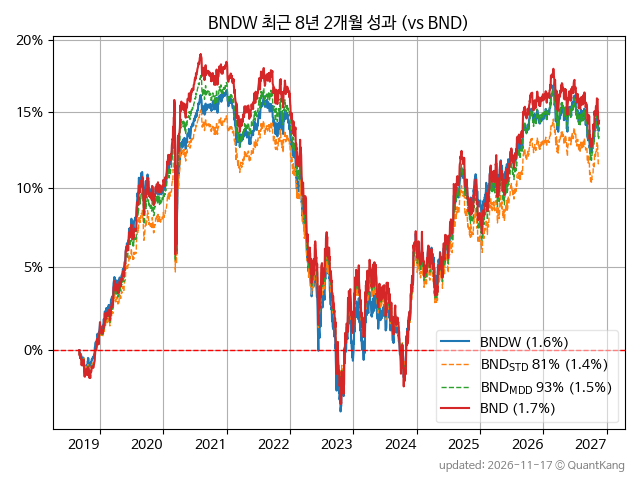 BNDW 최근 8년 2개월 성과 (vs BND)
20%
15%
10%
5%
0%
BNDW (1.6%)
BND_STD 81% (1.4%)
BND_MDD 93% (1.5%)
BND (1.7%)
2019 2020 2021 2022 2023 2024 2025 2026 2027
updated: 2026-11-17 © QuantKang